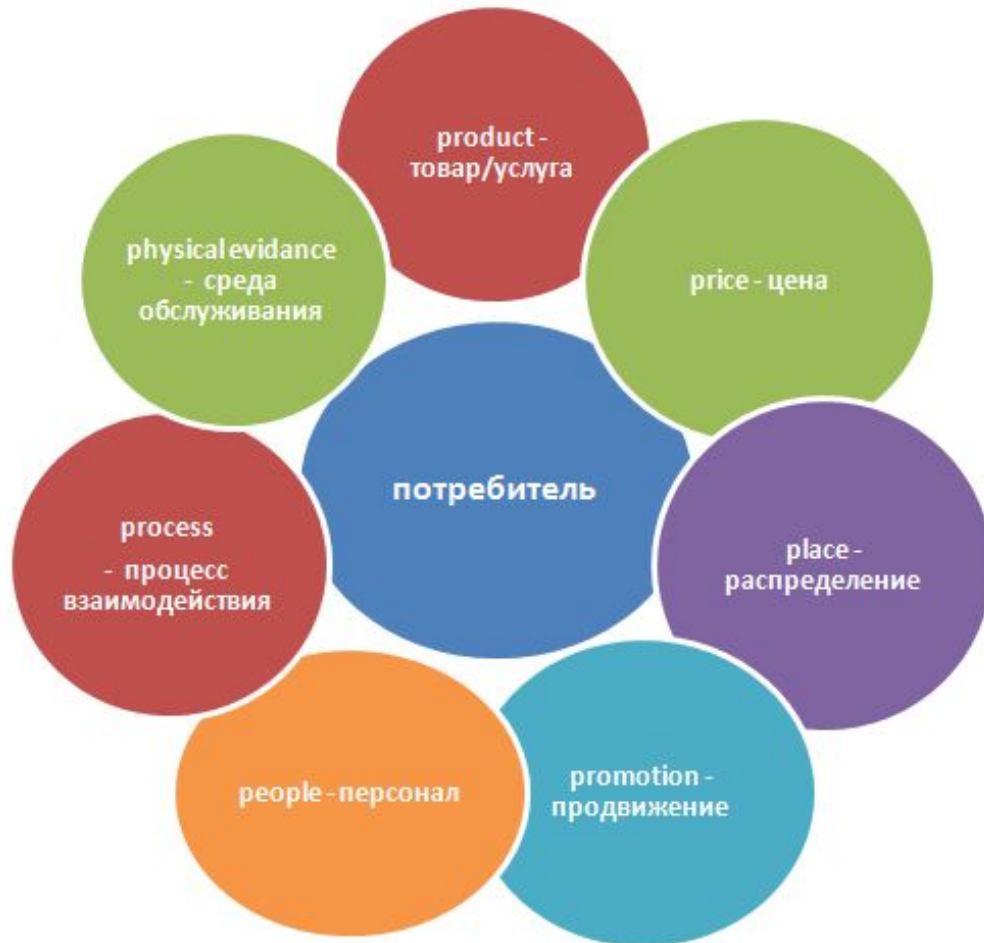 product -
товар/услуга
price - цена
place -
распределение
promotion -
продвижение
people - персонал
process
- процесс
взаимодействия
physical evidance
- среда
обслуживания
потребитель